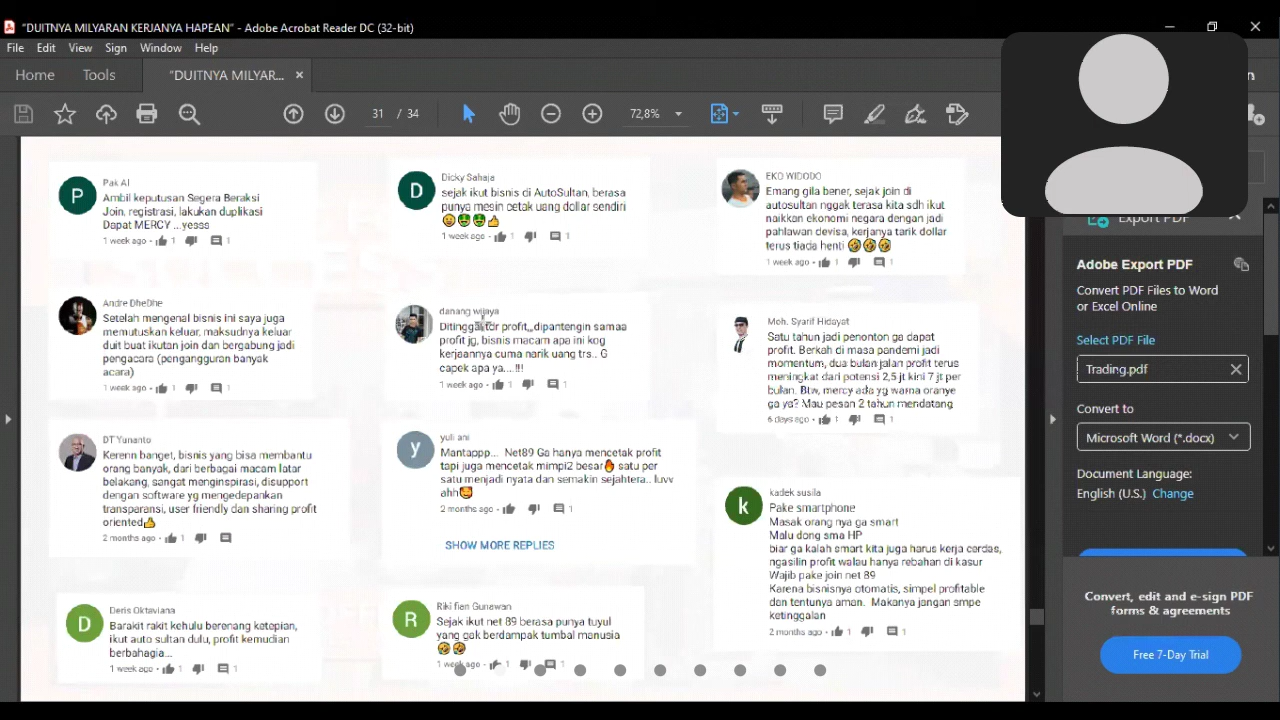 "DUITNYA MILYARAN KERJANYA HAPEAN" - Adobe Acrobat Reader DC (32-bit)
File Edit View Sign Window Help
Home Tools "DUITNYA MILYAR... ×
31 / 34 72,8%
Pak Al
Ambil keputusan Segera Beraksi
Join, registrasi, lakukan duplikasi
Dapat MERCY ...yesss
1 week ago · 1 1
Andre DheDhe
Setelah mengenal bisnis ini saya juga
memutuskan keluar, maksudnya keluar
duit buat ikutan join dan bergabung jadi
pengacara (pengangguran banyak
acara)
1 week ago · 1 1
DT Yunanto
Kerenn banget, bisnis yang bisa membantu
orang banyak, dari berbagai macam latar
belakang, sangat menginspirasi, disupport
dengan software yg mengedepankan
transparansi, user friendly dan sharing profit
oriented👍
2 months ago · 1
Deris Oktaviana
Barakit rakit kehulu berenang ketepian,
ikut auto sultan dulu, profit kemudian
berbahagia...
1 week ago · 1 1
Dicky Sahaja
sejak ikut bisnis di AutoSultan, berasa
punya mesin cetak uang dollar sendiri
😄🤑🤑👍
1 week ago · 1 1
danang wijaya
Ditinggal tdr profit,,,dipantengin samaa
profit jg, bisnis macam apa ini kog
kerjaannya cuma narik uang trs.. G
capek apa ya....!!!
1 week ago · 1 1
yuli ani
Mantappp... Net89 Ga hanya mencetak profit
tapi juga mencetak mimpi2 besar🔥 satu per
satu menjadi nyata dan semakin sejahtera.. luvv
ahh🥰
2 months ago · 1
SHOW MORE REPLIES
Riki fian Gunawan
Sejak ikut net 89 berasa punya tuyul
yang gak berdampak tumbal manusia
🤣🤣
1 week ago · 1 1
EKO WIDODO
Emang gila bener, sejak join di
autosultan nggak terasa kita sdh ikut
naikkan ekonomi negara dengan jadi
pahlawan devisa, kerjanya tarik dollar
terus tiada henti 🤣🤣🤣
1 week ago · 1 1
Moh. Syarif Hidayat
Satu tahun jadi penonton ga dapat
profit. Berkah di masa pandemi jadi
momentum, dua bulan jalan profit terus
meningkat dari potensi 2,5 jt kini 7 jt per
bulan. Btw, mercy ada yg warna oranye
ga ya? Mau pesan 2 tahun mendatang
6 days ago · 1 1
kadek susila
Pake smartphone
Masak orang nya ga smart
Malu dong sma HP
biar ga kalah smart kita juga harus kerja cerdas,
ngasilin profit walau hanya rebahan di kasur
Wajib pake join net 89
Karena bisnisnya otomatis, simpel profitable
dan tentunya aman. Makanya jangan smpe
ketinggalan
2 months ago · 1 1
Export PDF
Adobe Export PDF
Convert PDF Files to Word
or Excel Online
Select PDF File
Trading.pdf
Convert to
Microsoft Word (*.docx)
Document Language:
English (U.S.) Change
Convert, edit and e-sign PDF
forms & agreements
Free 7-Day Trial